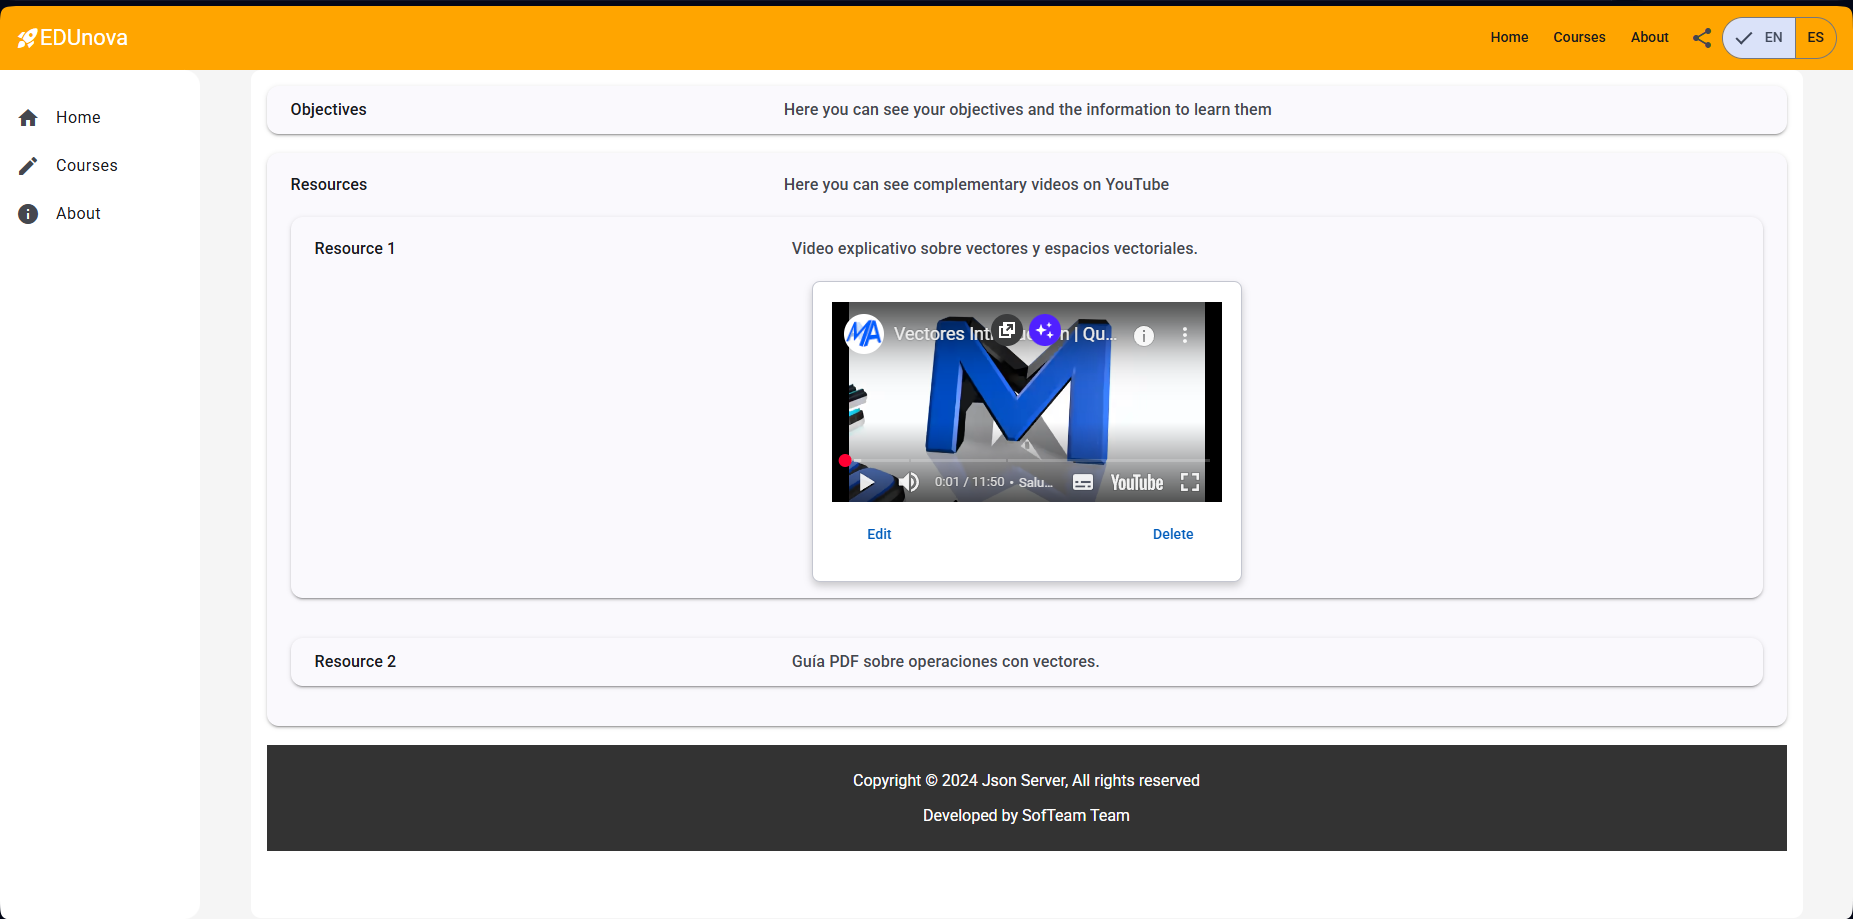 EDUnova
Home
Courses
About
EN
ES
Home
Courses
About
Objectives
Here you can see your objectives and the information to learn them
Resources
Here you can see complementary videos on YouTube
Resource 1
Video explicativo sobre vectores y espacios vectoriales.
MA
Vectores Int n | Qu...
0:01 / 11:50 • Salu...
YouTube
Edit
Delete
Resource 2
Guía PDF sobre operaciones con vectores.
Copyright © 2024 Json Server, All rights reserved
Developed by SofTeam Team